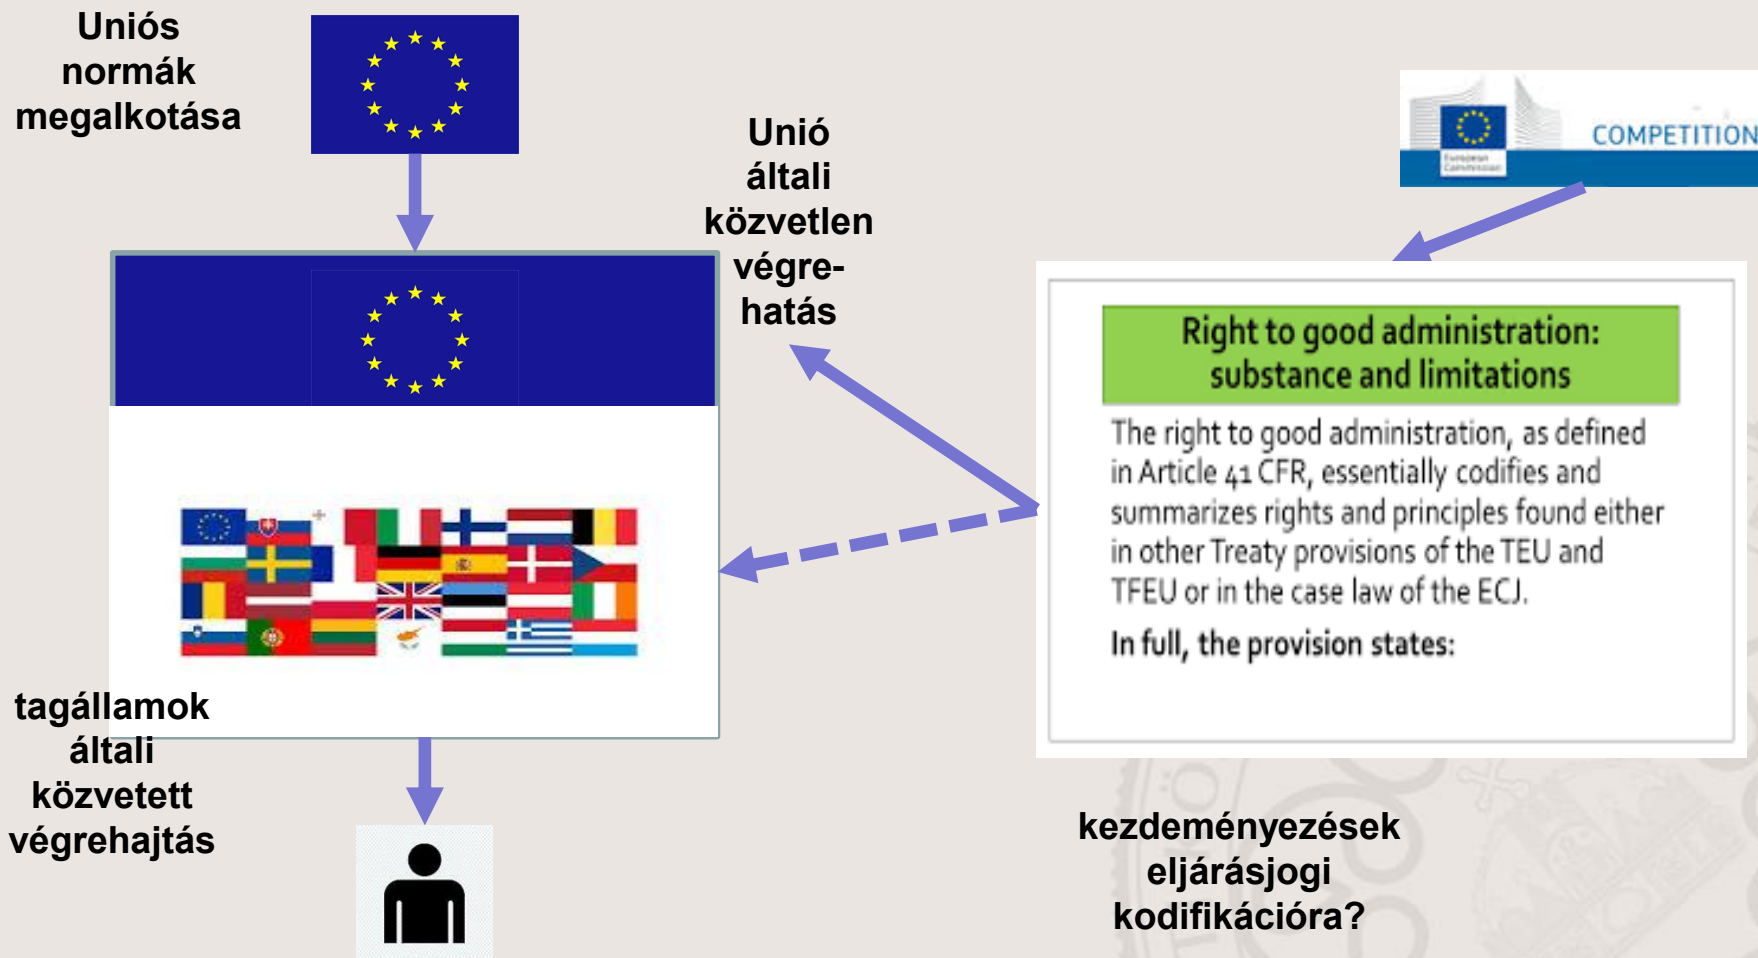 Uniós
normák
megalkotása
Unió
általi
közvetlen
végre-
hatás
tagállamok
általi
közvetett
végrehajtás
COMPETITION
European
Commission
Right to good administration:
substance and limitations
The right to good administration, as defined
in Article 41 CFR, essentially codifies and
summarizes rights and principles found either
in other Treaty provisions of the TEU and
TFEU or in the case law of the ECJ.
In full, the provision states:
kezdeményezések
eljárásjogi
kodifikációra?